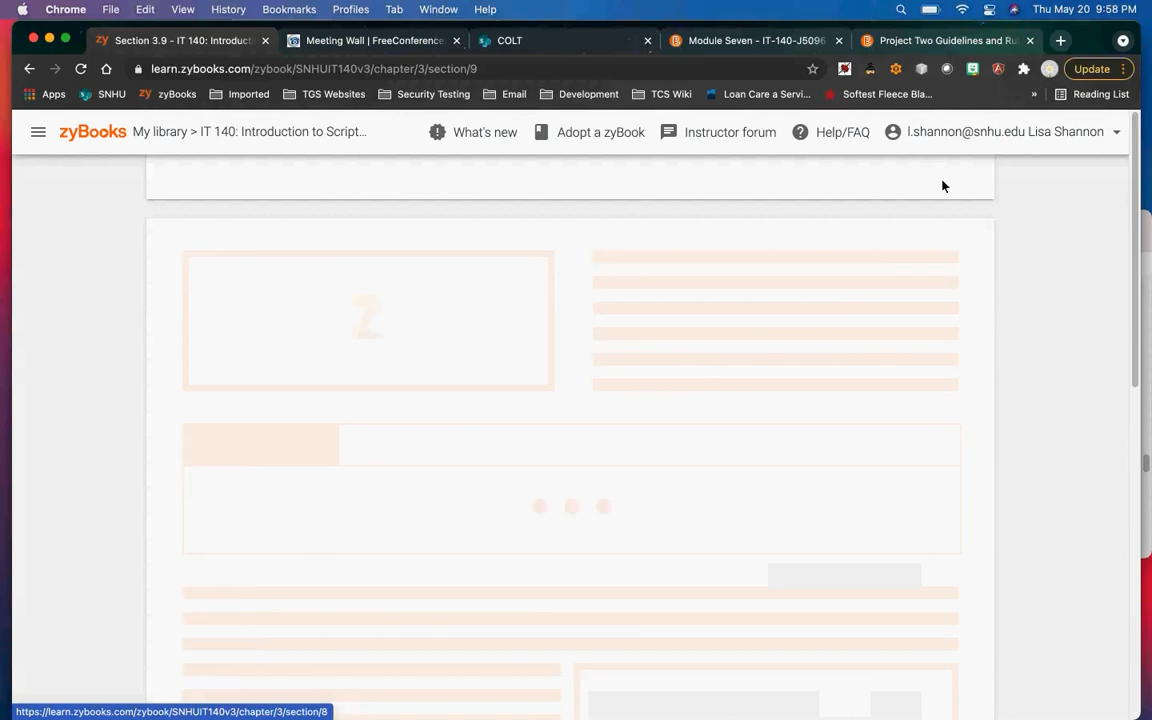 Chrome File Edit View History Bookmarks Profiles Tab Window Help Thu May 20 9:58 PM
Section 3.9 - IT 140: Introduct Meeting Wall | FreeConference. COLT Module Seven - IT-140-J5096 Project Two Guidelines and Ru
learn.zybooks.com/zybook/SNHUIT140v3/chapter/3/section/9 Update
Apps SNHU zyBooks Imported TGS Websites Security Testing Email Development TCS Wiki Loan Care a Servi... Softest Fleece Bla... » Reading List
zyBooks My library > IT 140: Introduction to Script... What's new Adopt a zyBook Instructor forum Help/FAQ l.shannon@snhu.edu Lisa Shannon
Z
https://learn.zybooks.com/zybook/SNHUIT140v3/chapter/3/section/8